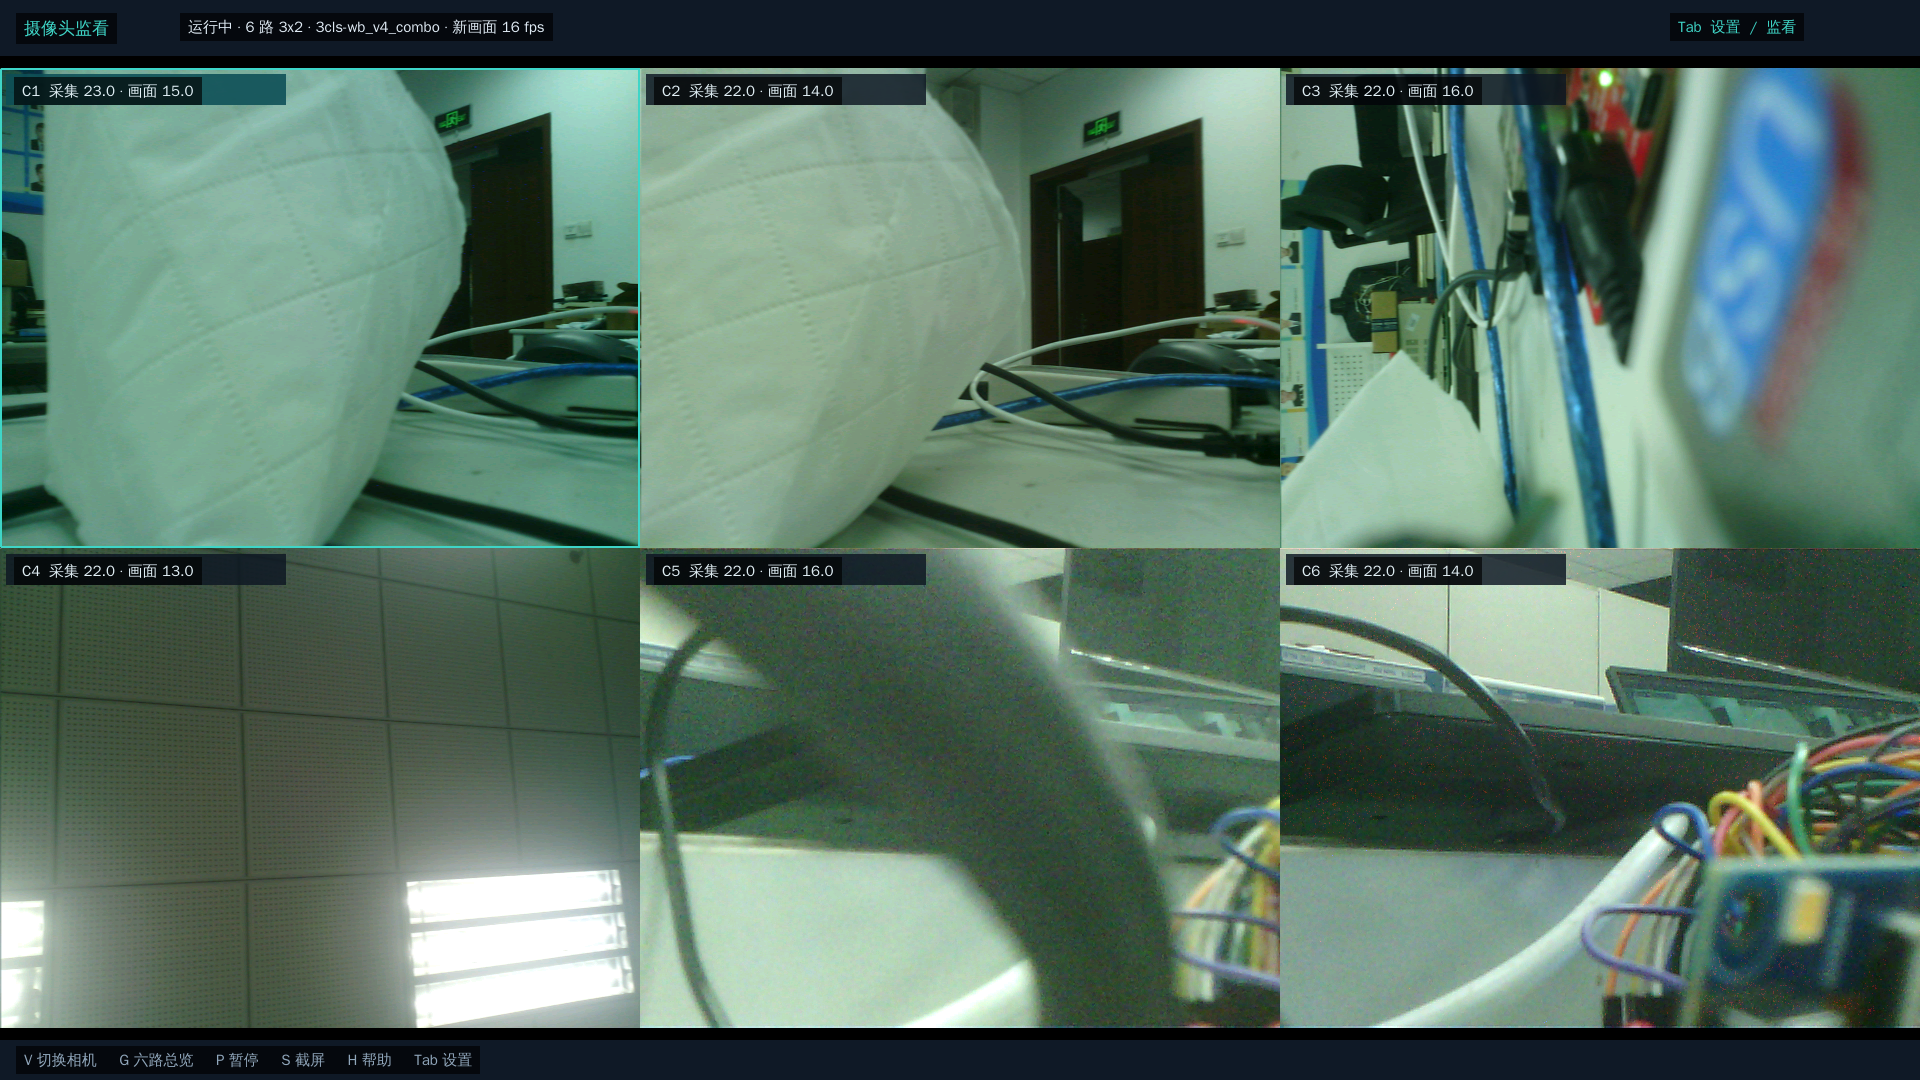 摄像头监看
运行中 · 6 路 3x2 · 3cls-wb_v4_combo · 新画面 16 fps
Tab 设置 / 监看
C1 采集 23.0 · 画面 15.0
C2 采集 22.0 · 画面 14.0
C3 采集 22.0 · 画面 16.0
C4 采集 22.0 · 画面 13.0
C5 采集 22.0 · 画面 16.0
C6 采集 22.0 · 画面 14.0
V 切换相机 G 六路总览 P 暂停 S 截屏 H 帮助 Tab 设置